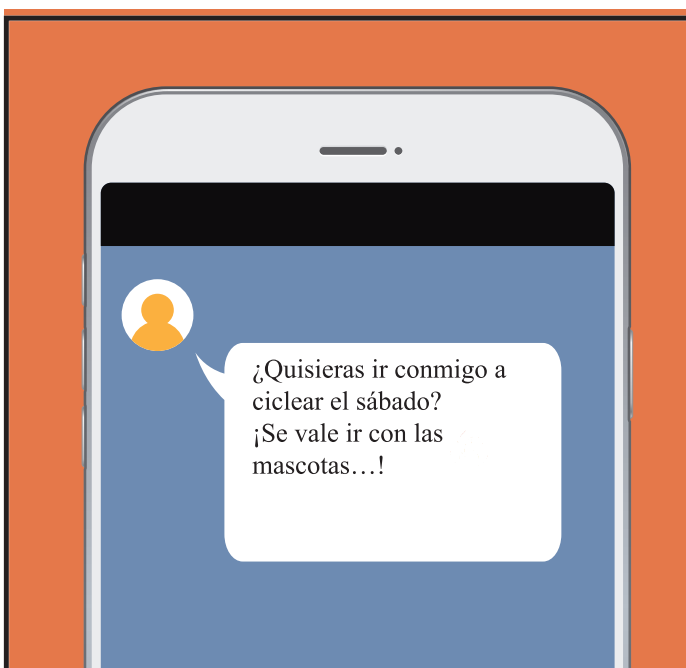 ¿Quisieras ir conmigo a
ciclear el sábado?
¡Se vale ir con las
mascotas…!